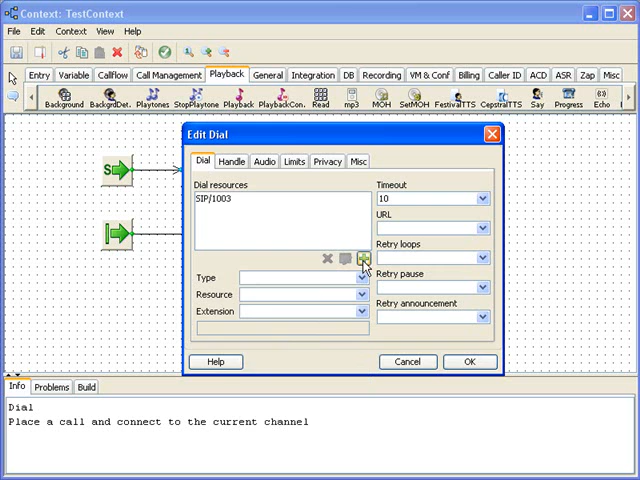 Context: TestContext
File Edit Context View Help
Entry Variable Callflow Call Management Playback General Integration DB Recording VM & Conf Billing Caller ID ACD ASR Zap Misc
Background BackgrdDet. Playtones StopPlaytone Playback PlaybackCon. Read mp3 MOH SetMOH FestivalTTS CepstralTTS Say Progress Echo
S
Edit Dial
Dial Handle Audio Limits Privacy Misc
Dial resources
SIP/1003
Type
Resource
Extension
Timeout
10
URL
Retry loops
Retry pause
Retry announcement
Help Cancel OK
Info Problems Build
Dial
Place a call and connect to the current channel